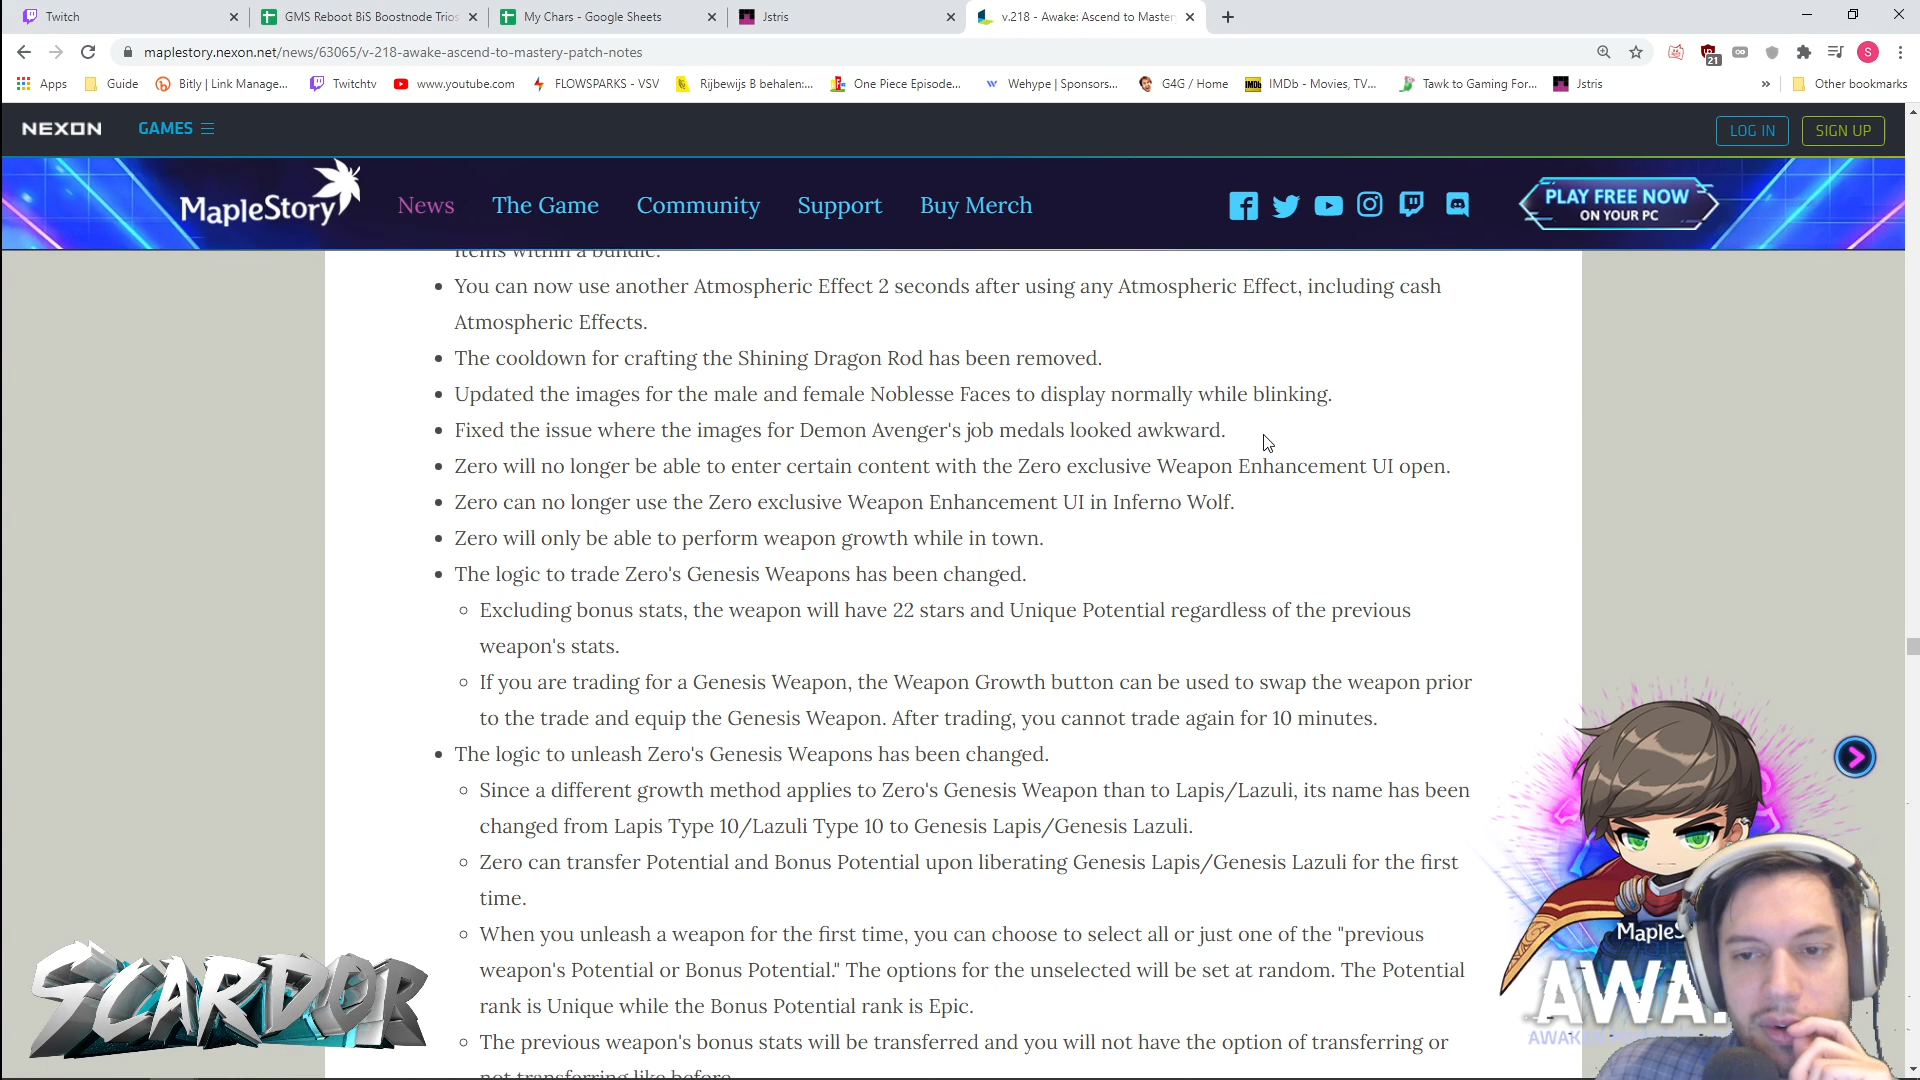 Twitch
GMS Reboot BiS Boostnode Trios
My Chars - Google Sheets
Jstris
v.218 - Awake: Ascend to Master
maplestory.nexon.net/news/63065/v-218-awake-ascend-to-mastery-patch-notes
21
S
Apps
Guide
Bitly | Link Manage...
Twitchtv
www.youtube.com
FLOWSPARKS - VSV
Rijbewijs B behalen:...
One Piece Episode...
Wehype | Sponsors...
G4G / Home
IMDb - Movies, TV...
Tawk to Gaming For...
Jstris
»
Other bookmarks
NEXON
GAMES
LOG IN
SIGN UP
MapleStory
News
The Game
Community
Support
Buy Merch
PLAY FREE NOW
ON YOUR PC
items within a bundle.
• You can now use another Atmospheric Effect 2 seconds after using any Atmospheric Effect, including cash
Atmospheric Effects.
• The cooldown for crafting the Shining Dragon Rod has been removed.
• Updated the images for the male and female Noblesse Faces to display normally while blinking.
• Fixed the issue where the images for Demon Avenger's job medals looked awkward.
• Zero will no longer be able to enter certain content with the Zero exclusive Weapon Enhancement UI open.
• Zero can no longer use the Zero exclusive Weapon Enhancement UI in Inferno Wolf.
• Zero will only be able to perform weapon growth while in town.
• The logic to trade Zero's Genesis Weapons has been changed.
○ Excluding bonus stats, the weapon will have 22 stars and Unique Potential regardless of the previous
weapon's stats.
○ If you are trading for a Genesis Weapon, the Weapon Growth button can be used to swap the weapon prior
to the trade and equip the Genesis Weapon. After trading, you cannot trade again for 10 minutes.
• The logic to unleash Zero's Genesis Weapons has been changed.
○ Since a different growth method applies to Zero's Genesis Weapon than to Lapis/Lazuli, its name has been
changed from Lapis Type 10/Lazuli Type 10 to Genesis Lapis/Genesis Lazuli.
○ Zero can transfer Potential and Bonus Potential upon liberating Genesis Lapis/Genesis Lazuli for the first
time.
○ When you unleash a weapon for the first time, you can choose to select all or just one of the "previous
weapon's Potential or Bonus Potential." The options for the unselected will be set at random. The Potential
rank is Unique while the Bonus Potential rank is Epic.
○ The previous weapon's bonus stats will be transferred and you will not have the option of transferring or
not transferring like before.
SCARDOR
MapleS
AWA
AWAKE